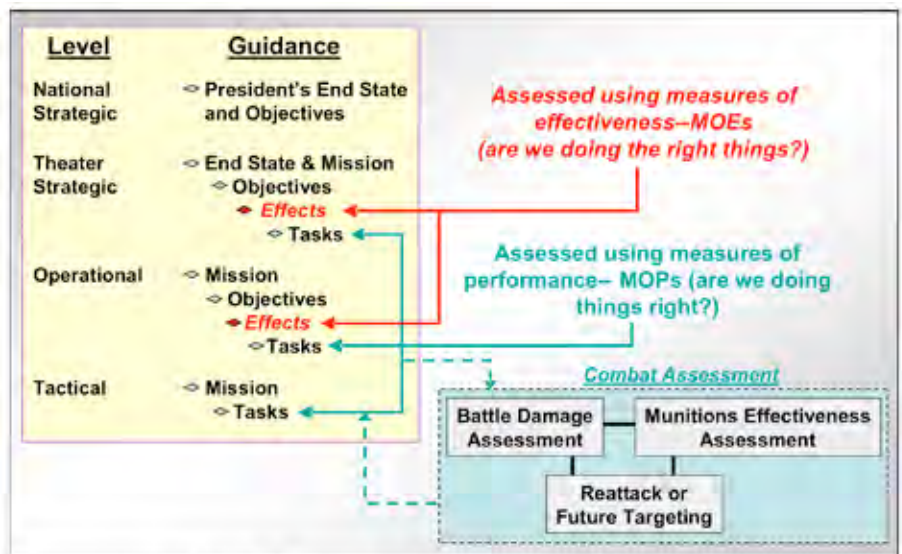 Level
Guidance
National
Strategic
President's End State
and Objectives
Theater
Strategic
End State & Mission
Objectives
Effects
Tasks
Operational
Mission
Objectives
Effects
Tasks
Tactical
Mission
Tasks
Assessed using measures of
effectiveness--MOEs
(are we doing the right things?)
Assessed using measures of
performance– MOPs (are we doing
things right?)
Combat Assessment
Battle Damage
Assessment
Munitions Effectiveness
Assessment
Reattack or
Future Targeting